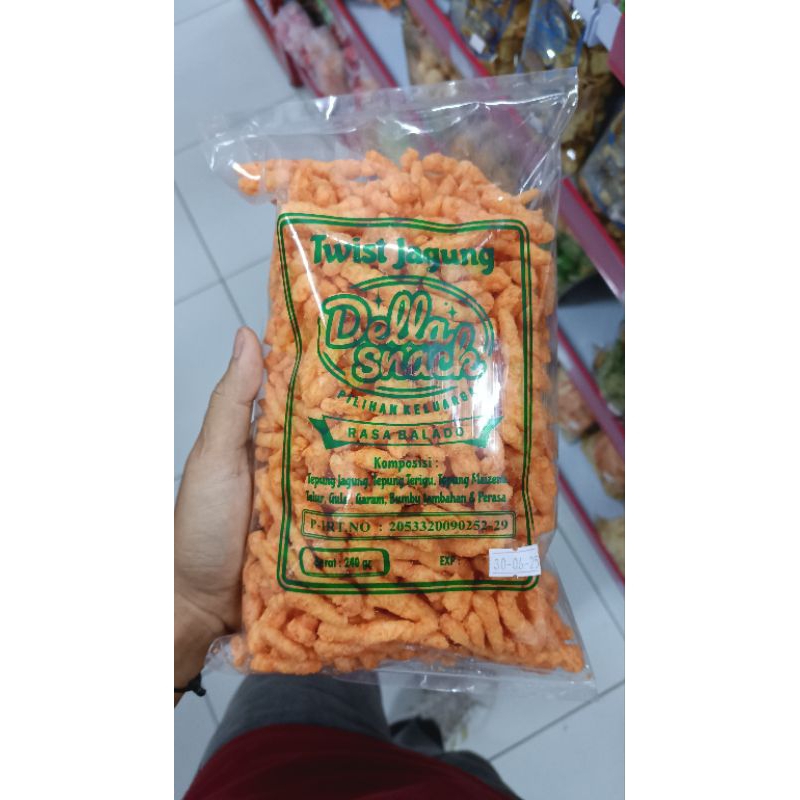 Twist Jagung
Della
Snack
PILIHAN KELUARGA
RASA BALADO
Komposisi :
Tepung Jagung, Tepung Terigu, Tepung Maizena
Telur, Gula, Garam, Bumbu Tambahan & Perasa
P-IRT.NO : 2053320090252-29
Berat : 240 gr
EXP :
30-06-25